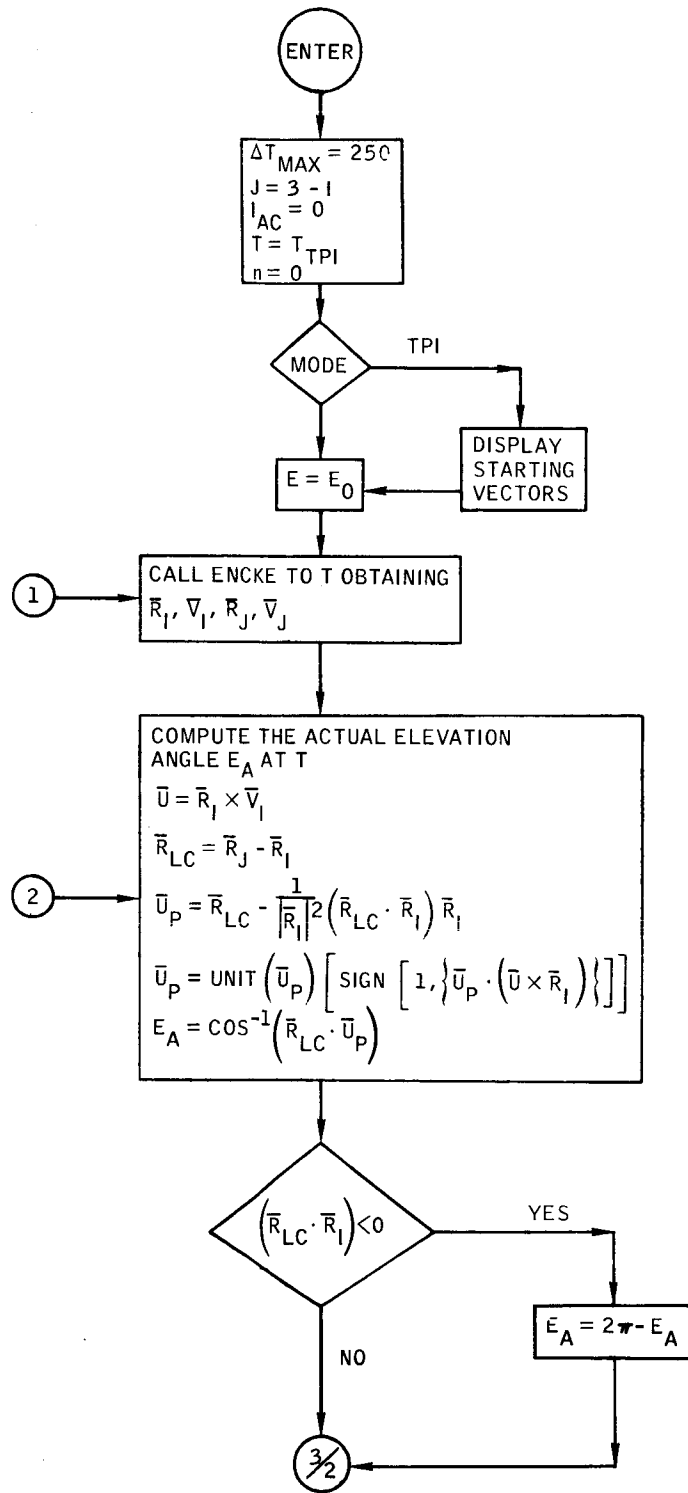 ENTER
ΔT_MAX = 250
J = 3 - I
I_AC = 0
T = T_TPI
n = 0
MODE
TPI
DISPLAY
STARTING
VECTORS
E = E_0
1
CALL ENCKE TO T OBTAINING
R̄_I, V̄_I, R̄_J, V̄_J
2
COMPUTE THE ACTUAL ELEVATION
ANGLE E_A AT T
Ū = R̄_I × V̄_I
R̄_LC = R̄_J - R̄_I
Ū_P = R̄_LC - 1/|R̄_I|² (R̄_LC · R̄_I) R̄_I
Ū_P = UNIT (Ū_P) [SIGN [1, {Ū_P · (Ū × R̄_I)}]]
E_A = COS⁻¹ (R̄_LC · Ū_P)
(R̄_LC · R̄_I) <0
YES
E_A = 2π - E_A
NO
3/2